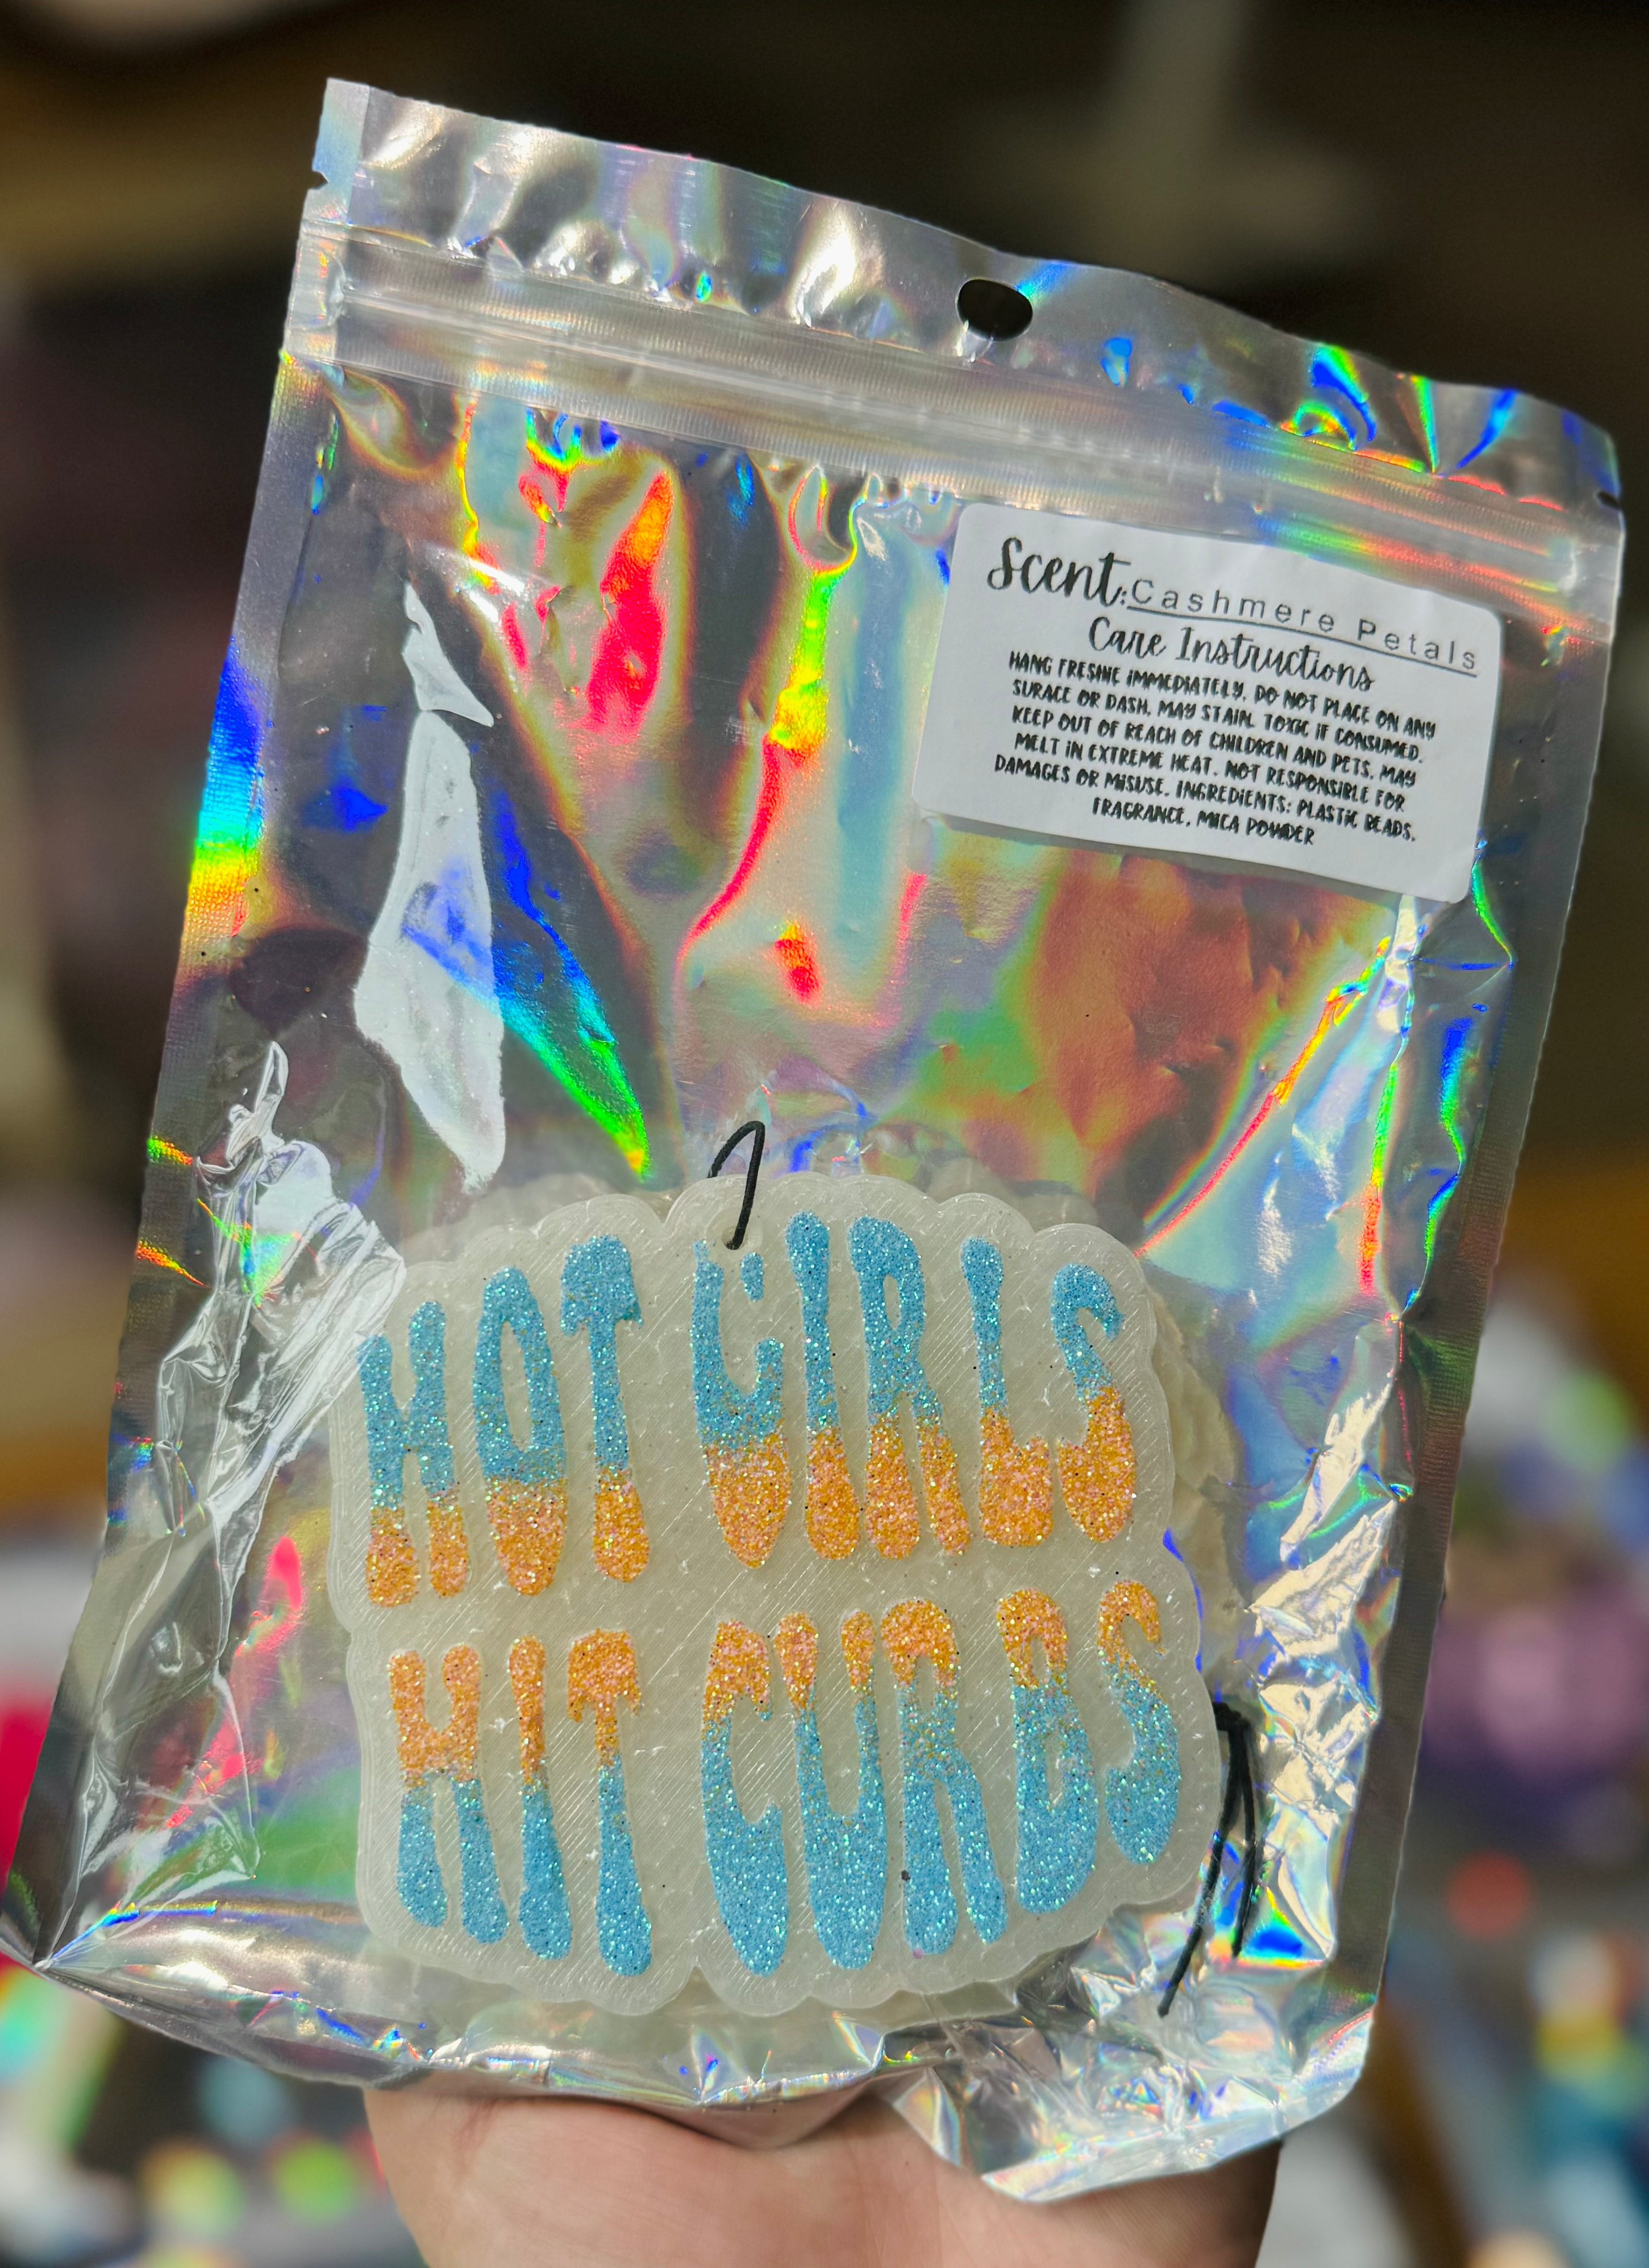 Scent: Cashmere Petals
Care Instructions
HANG FRESHIE IMMEDIATELY. DO NOT PLACE ON ANY
SURACE OR DASH. MAY STAIN. TOXIC IF CONSUMED.
KEEP OUT OF REACH OF CHILDREN AND PETS. MAY
MELT IN EXTREME HEAT. NOT RESPONSIBLE FOR
DAMAGES OR MISUSE. INGREDIENTS: PLASTIC BEADS,
FRAGRANCE, MICA POWDER
HOT GIRLS
HIT CURBS